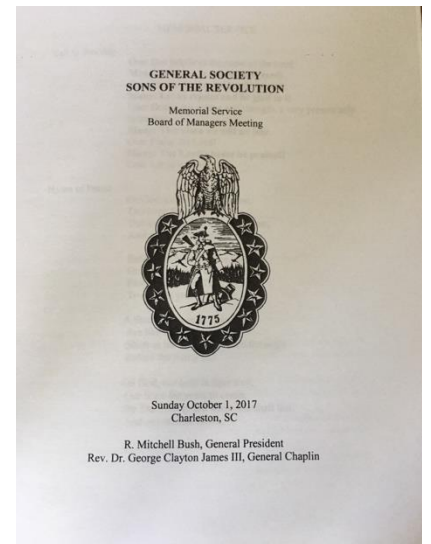 GENERAL SOCIETY
SONS OF THE REVOLUTION
Memorial Service
Board of Managers Meeting
1775
Sunday October 1, 2017
Charleston, SC
R. Mitchell Bush, General President
Rev. Dr. George Clayton James III, General Chaplin